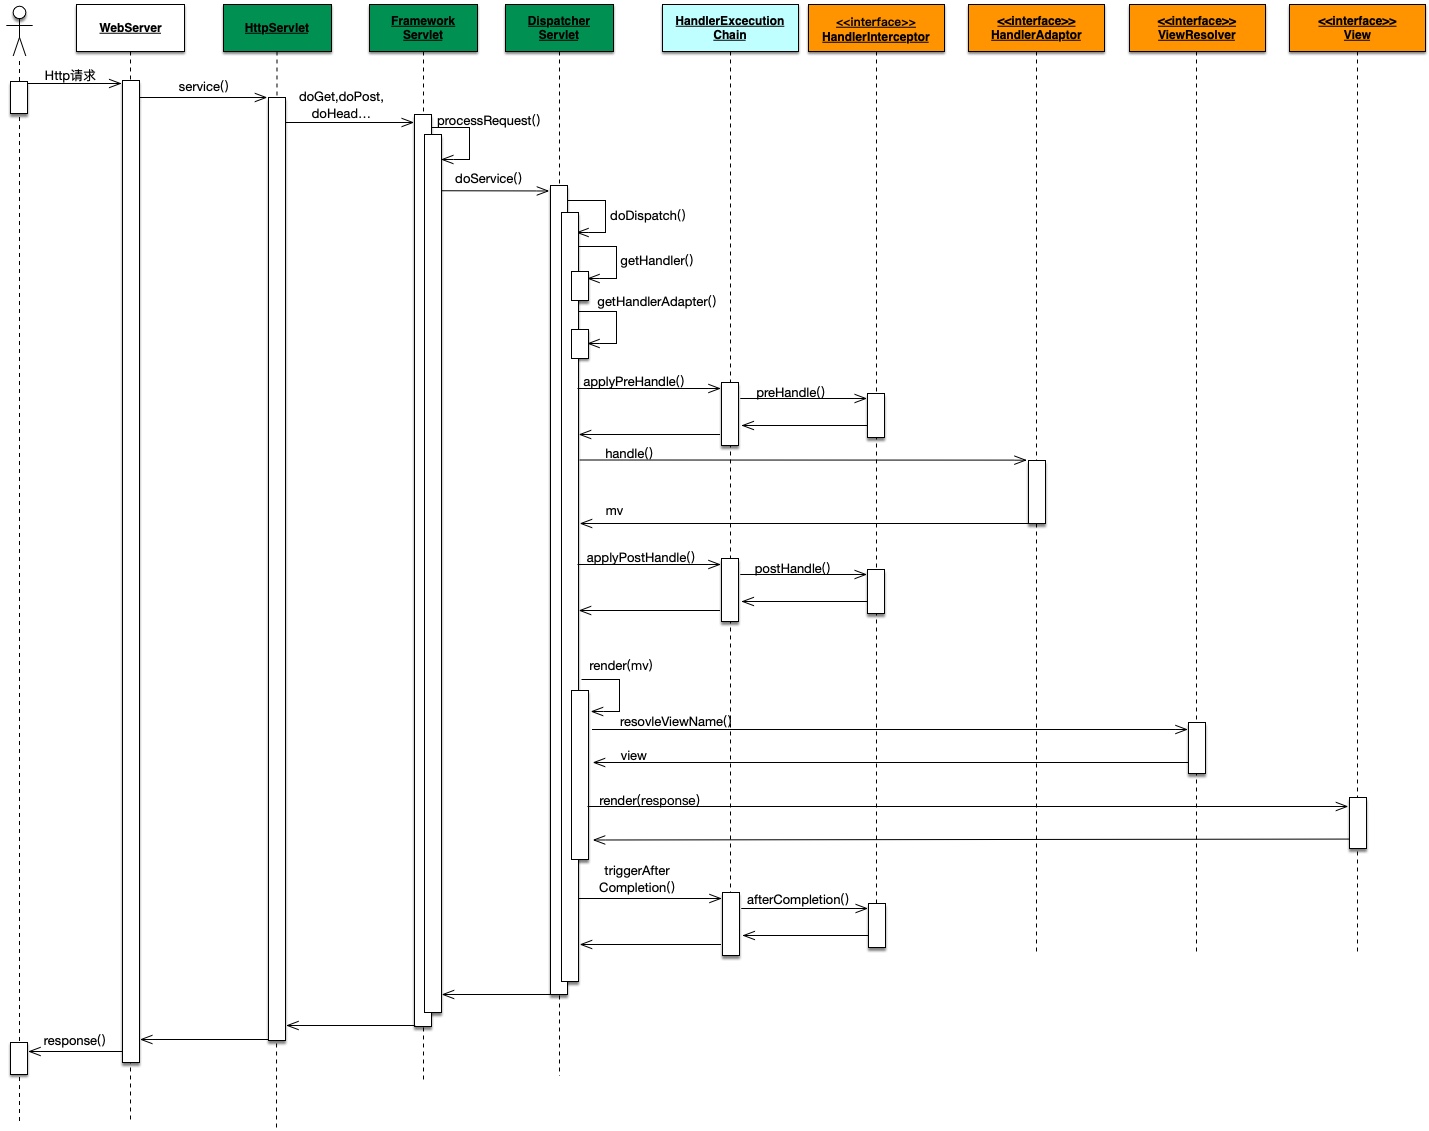 WebServer
HttpServlet
Framework
Servlet
Dispatcher
Servlet
HandlerExcecution
Chain
<<interface>>
HandlerInterceptor
<<interface>>
HandlerAdaptor
<<interface>>
ViewResolver
<<interface>>
View
Http请求
service()
doGet,doPost,
doHead...
processRequest()
doService()
doDispatch()
getHandler()
getHandlerAdapter()
applyPreHandle()
preHandle()
handle()
mv
applyPostHandle()
postHandle()
render(mv)
resovleViewName()
view
render(response)
triggerAfter
Completion()
afterCompletion()
response()